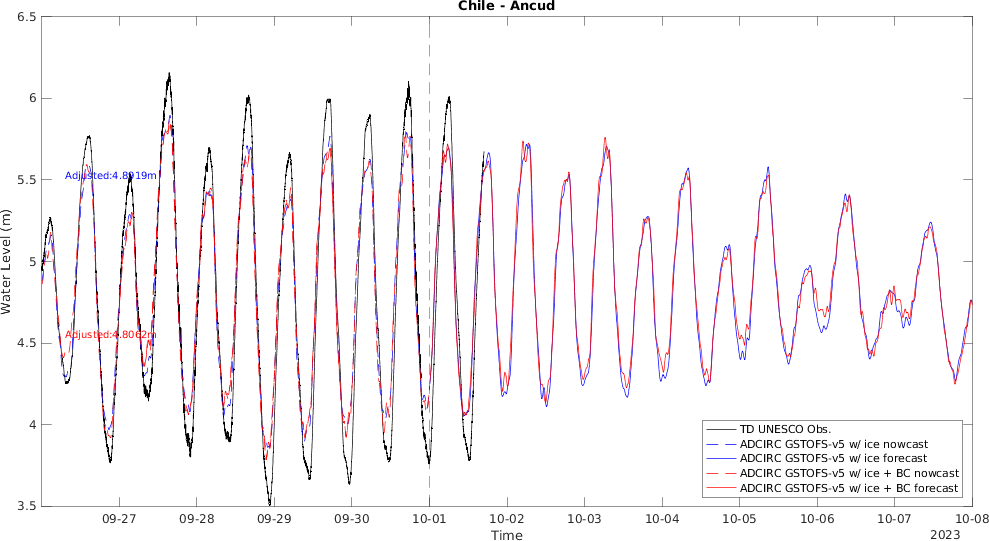 Chile - Ancud
6.5
6
5.5
5
4.5
4
3.5
Water Level (m)
Adjusted:4.8919m
Adjusted:4.8062m
TD UNESCO Obs.
ADCIRC GSTOFS-v5 w/ ice nowcast
ADCIRC GSTOFS-v5 w/ ice forecast
ADCIRC GSTOFS-v5 w/ ice + BC nowcast
ADCIRC GSTOFS-v5 w/ ice + BC forecast
09-27 09-28 09-29 09-30 10-01 10-02 10-03 10-04 10-05 10-06 10-07 10-08
Time
2023